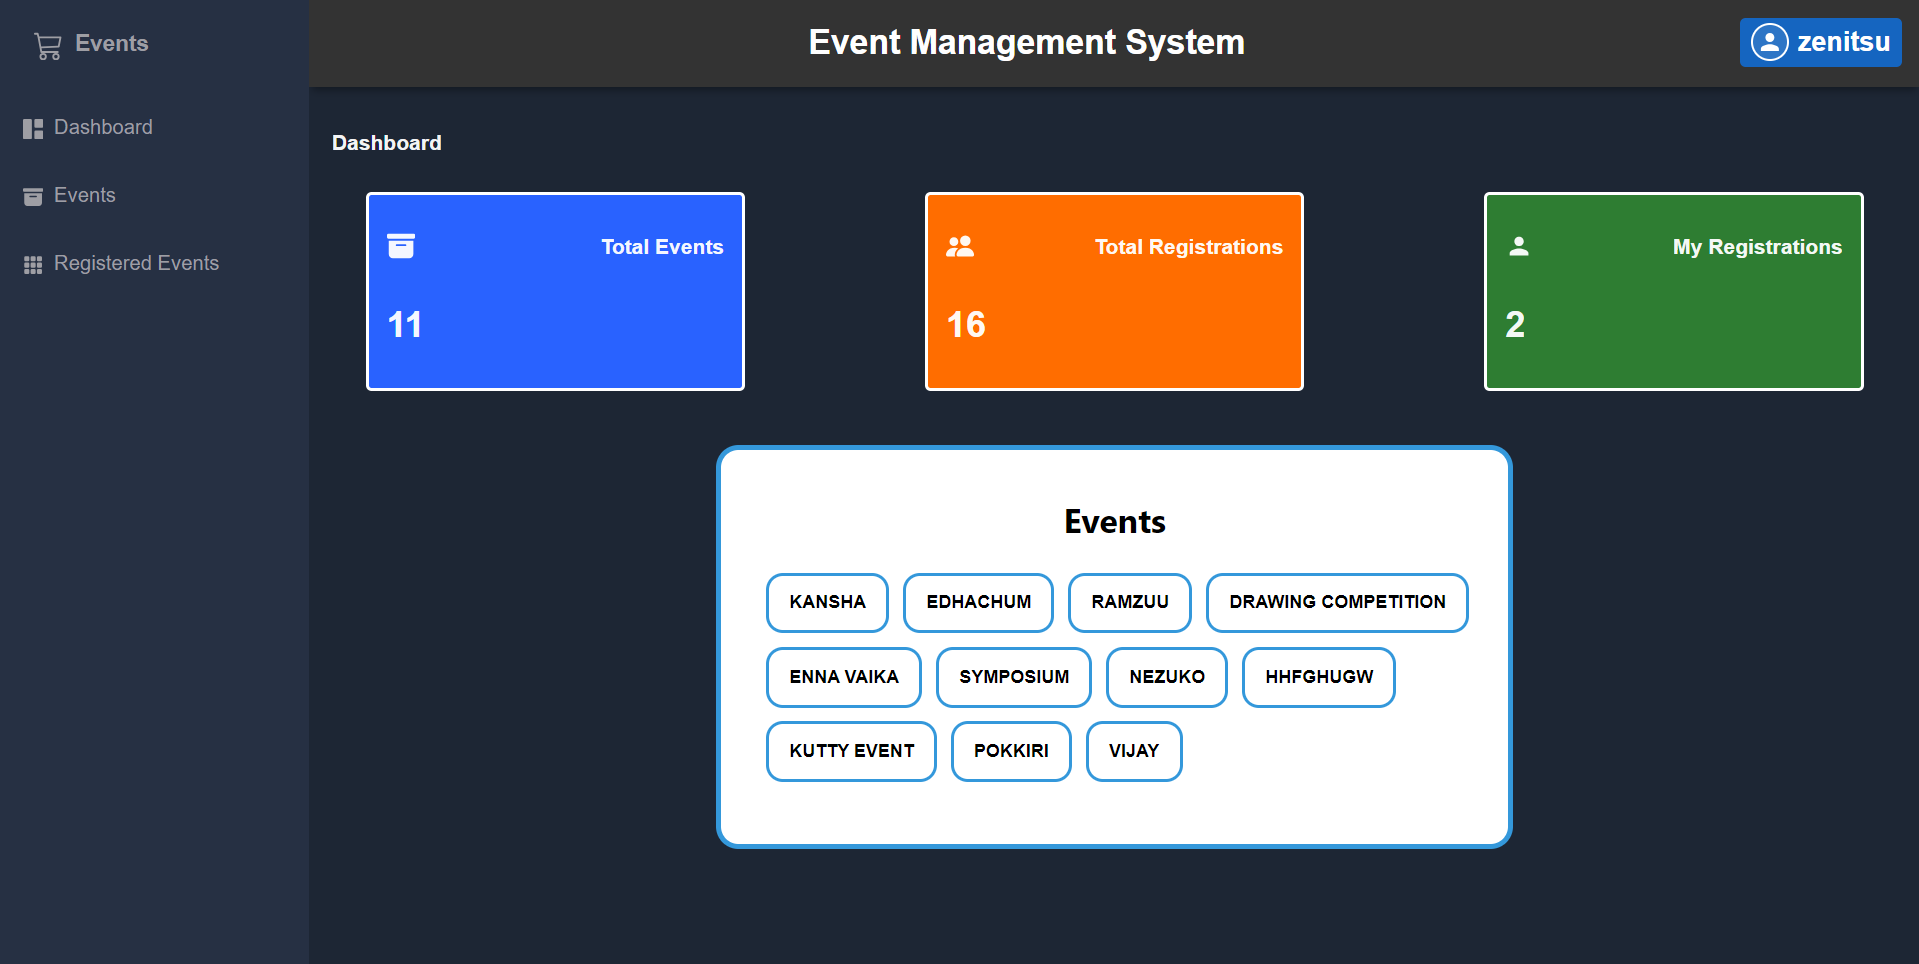 Events
Event Management System
zenitsu
Dashboard
Events
Registered Events
Dashboard
Total Events
11
Total Registrations
16
My Registrations
2
Events
KANSHA EDHACHUM RAMZUU DRAWING COMPETITION
ENNA VAIKA SYMPOSIUM NEZUKO HHFGHUGW
KUTTY EVENT POKKIRI VIJAY